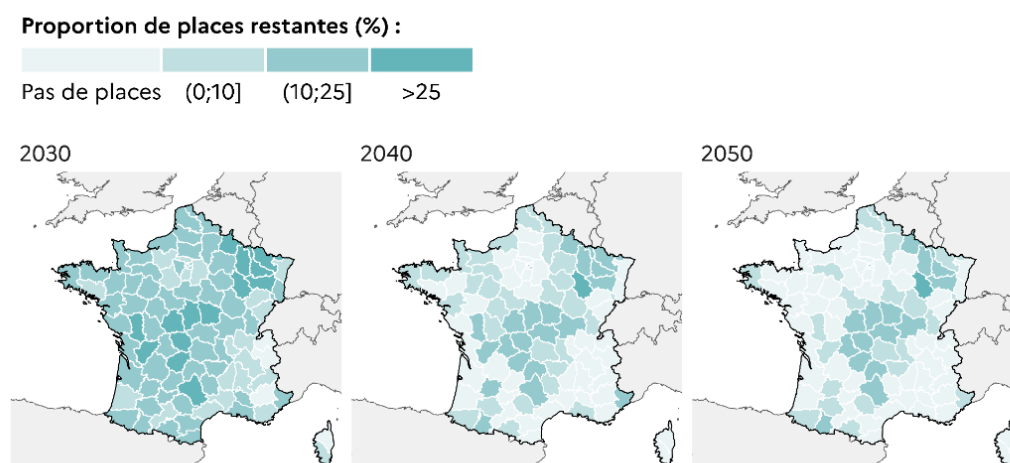 Proportion de places restantes (%) :
Pas de places (0;10] (10;25] >25
2030 2040 2050